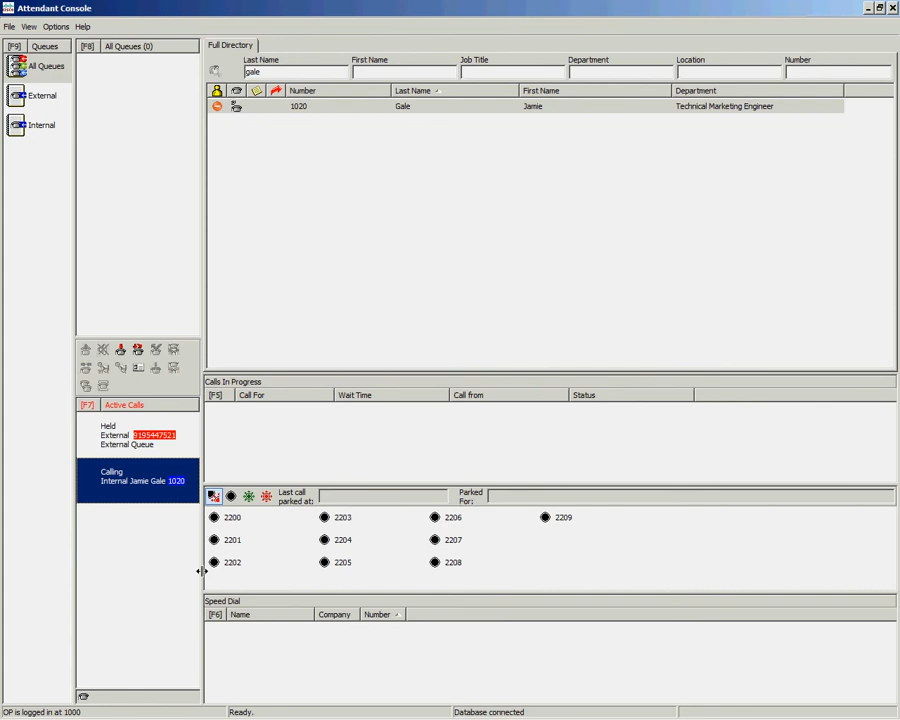 Attendant Console
File View Options Help
[F9] Queues
All Queues
External
Internal
[F8] All Queues (0)
Full Directory
Last Name First Name Job Title Department Location Number
gale
Number Last Name First Name Department
1020 Gale Jamie Technical Marketing Engineer
[F7] Active Calls
Held
External 9195447521
External Queue
Calling
Internal Jamie Gale 1020
Calls In Progress
[F5] Call For Wait Time Call from Status
Last call parked at:
Parked For:
2200 2203 2206 2209
2201 2204 2207
2202 2205 2208
Speed Dial
[F6] Name Company Number
OP is logged in at 1000 Ready. Database connected